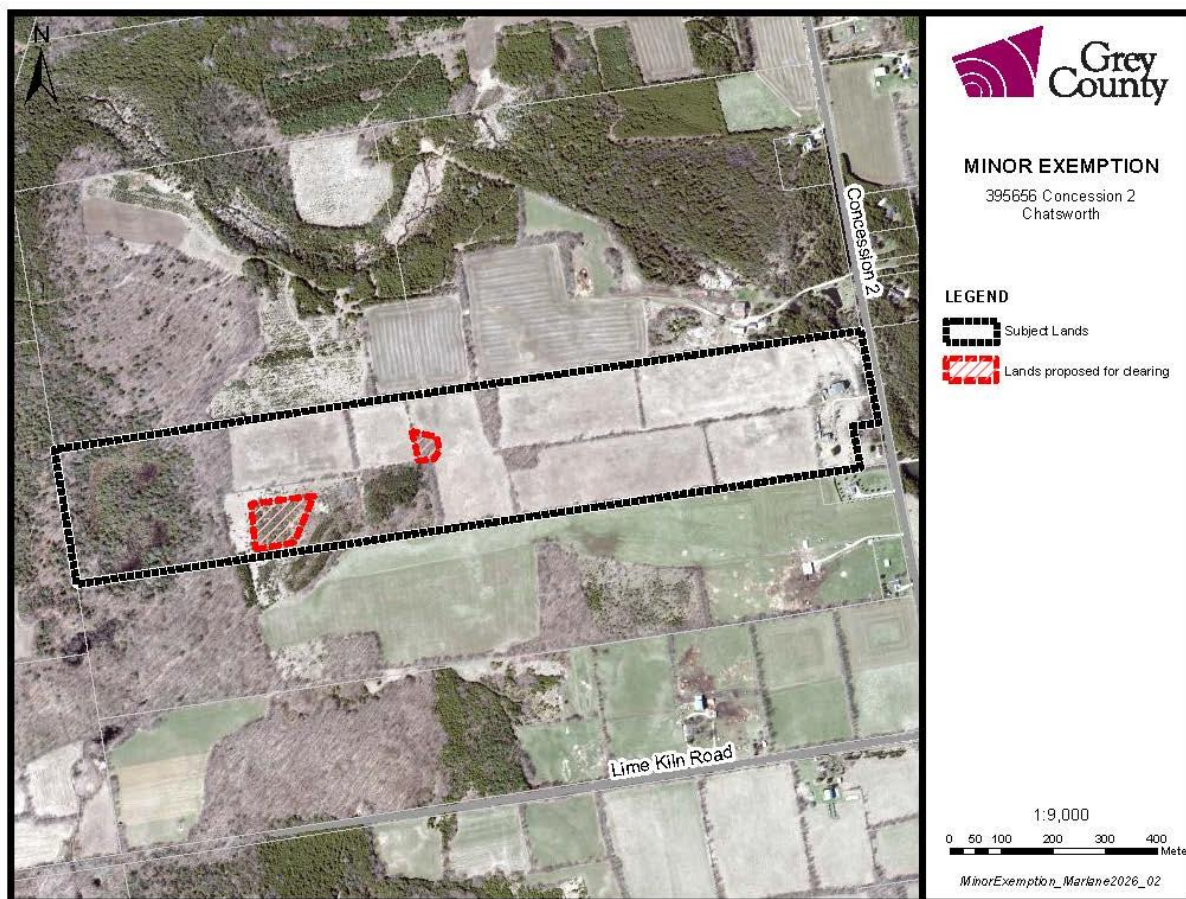 N
Grey
County
MINOR EXEMPTION
395656 Concession 2
Chatsworth
Concession 2
LEGEND
Subject Lands
Lands proposed for clearing
Lime Kiln Road
1:9,000
0 50 100 200 300 400
Mete
MinorExemption_Marlane2026_02